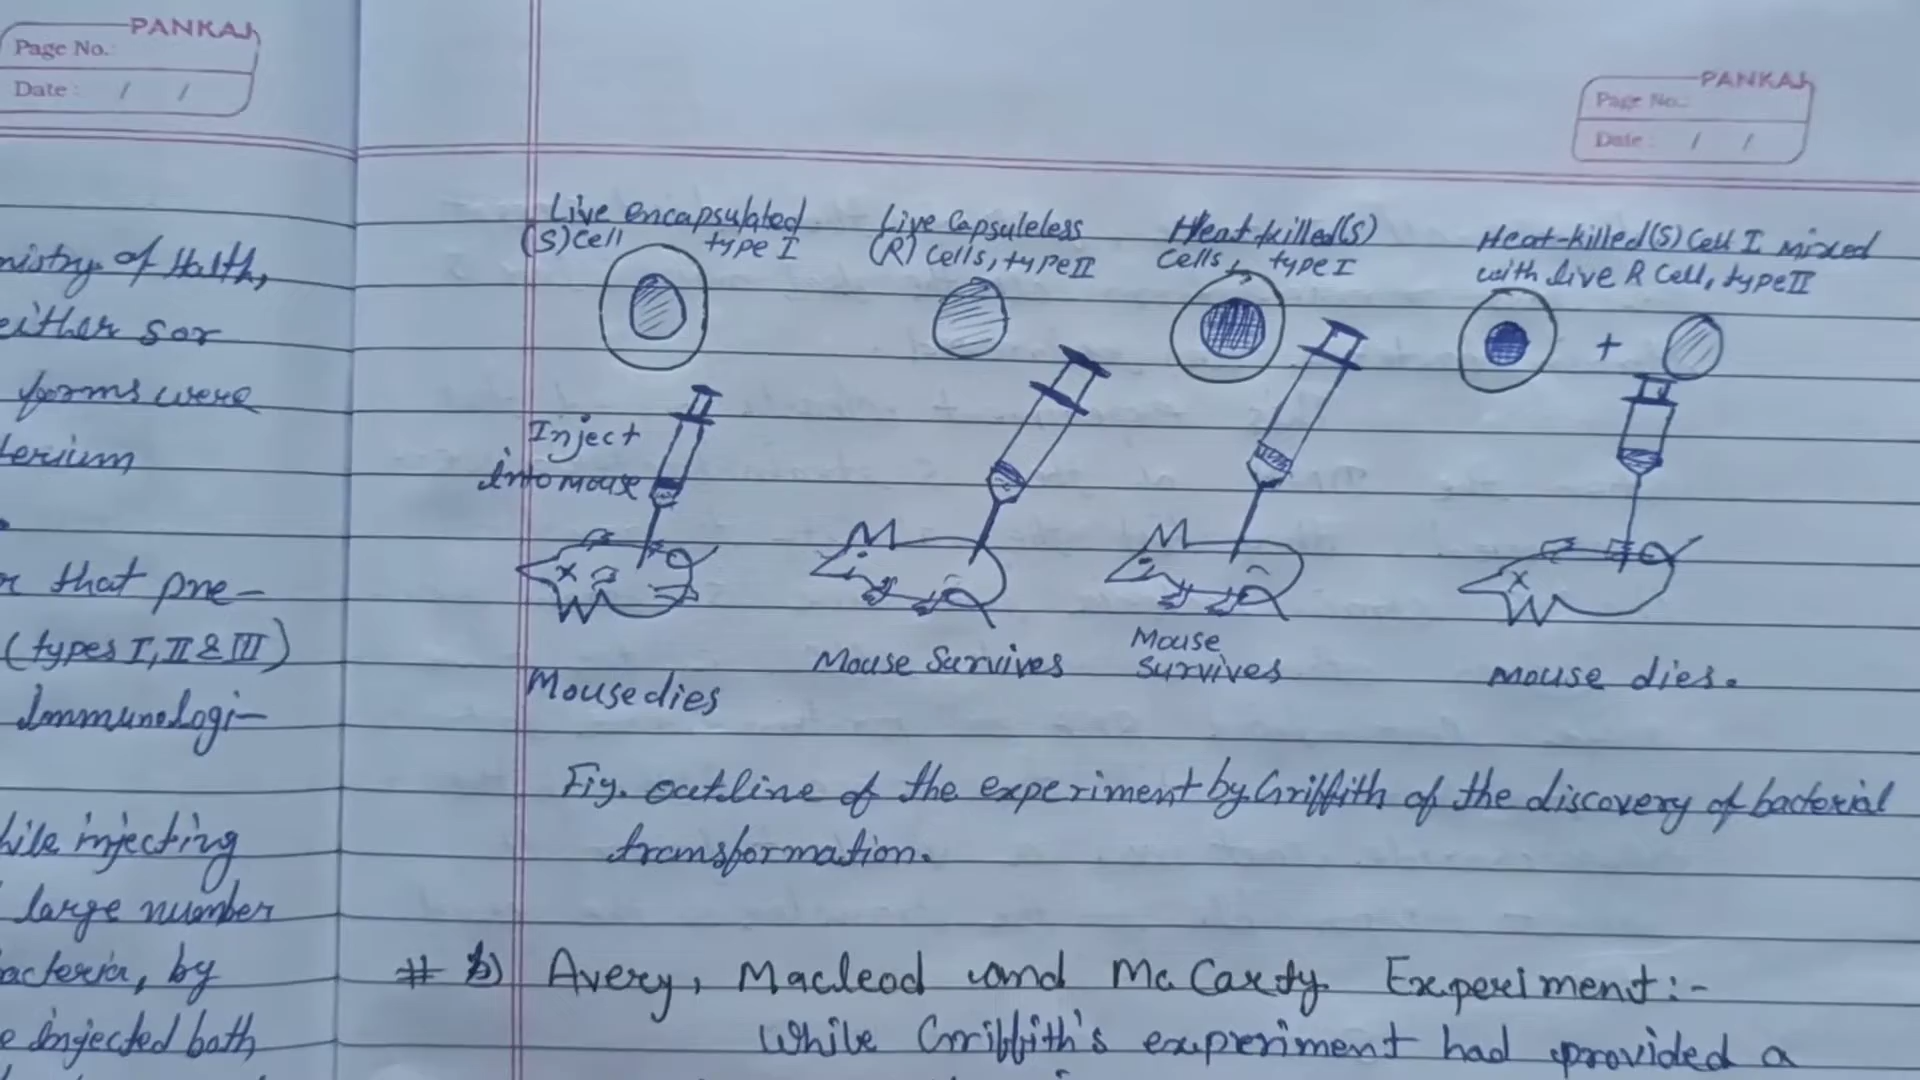 PANKAJ
Page No.:
Date : / /
nistry of Halth,
either sor
forms were
terium
r that pne-
(types I, II & III)
Immunologi-
hile injecting
large number
acteria, by
e injected both
PANKAJ
Page No.:
Date : / /
Live encapsulated
(S) Cell type I
Live Capsuleless
(R) Cells, type II
Heat-killed(S)
Cells, type I
Heat-killed(S) Cell I mixed
with live R Cell, type II
+
Inject
into mouse
Mouse dies
Mouse Survives
Mouse
Survives
mouse dies.
Fig. outline of the experiment by Griffith of the discovery of bacterial
transformation.
# b) Avery, Macleod and Mc Carty Experiment:-
While Griffith's experiment had provided a